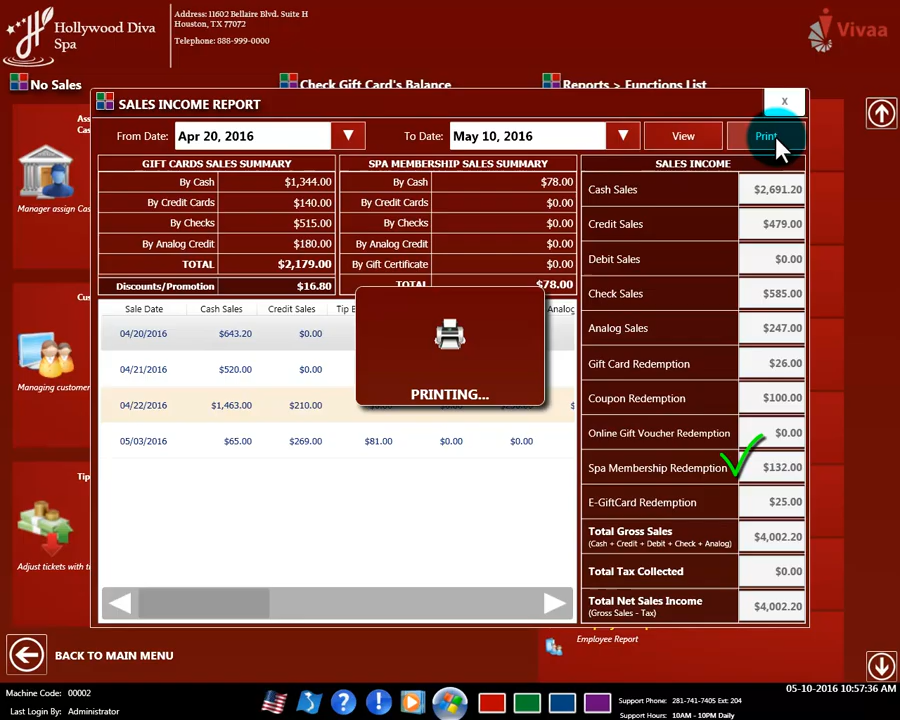 Hollywood Diva
Spa
Address: 11602 Bellaire Blvd. Suite H
Houston, TX 77072
Telephone: 888-999-0000
Vivaa
No Sales
Check Gift Card's Balance
Reports > Functions List
SALES INCOME REPORT
x
From Date:
Apr 20, 2016
To Date:
May 10, 2016
View
Print
GIFT CARDS SALES SUMMARY
By Cash $1,344.00
By Credit Cards $140.00
By Checks $515.00
By Analog Credit $180.00
TOTAL $2,179.00
Discounts/Promotion $16.80
SPA MEMBERSHIP SALES SUMMARY
By Cash $78.00
By Credit Cards $0.00
By Checks $0.00
By Analog Credit $0.00
By Gift Certificate $0.00
TOTAL $78.00
SALES INCOME
Cash Sales $2,691.20
Credit Sales $479.00
Debit Sales $0.00
Check Sales $585.00
Analog Sales $247.00
Gift Card Redemption $26.00
Coupon Redemption $100.00
Online Gift Voucher Redemption $0.00
Spa Membership Redemption $132.00
E-GiftCard Redemption $25.00
Total Gross Sales $4,002.20
(Cash + Credit + Debit + Check + Analog)
Total Tax Collected $0.00
Total Net Sales Income $4,002.20
(Gross Sales - Tax)
Sale Date Cash Sales Credit Sales Tip Analog
04/20/2016 $643.20 $0.00
04/21/2016 $520.00 $0.00
04/22/2016 $1,463.00 $210.00
05/03/2016 $65.00 $269.00 $81.00 $0.00 $0.00
PRINTING...
Manager assign Cas
Managing customer
Tip
Adjust tickets with ti
Employee Report
BACK TO MAIN MENU
Machine Code: 00002
Last Login By: Administrator
05-10-2016 10:57:36 AM
Support Phone: 281-741-7405 Ext: 204
Support Hours: 10AM - 10PM Daily